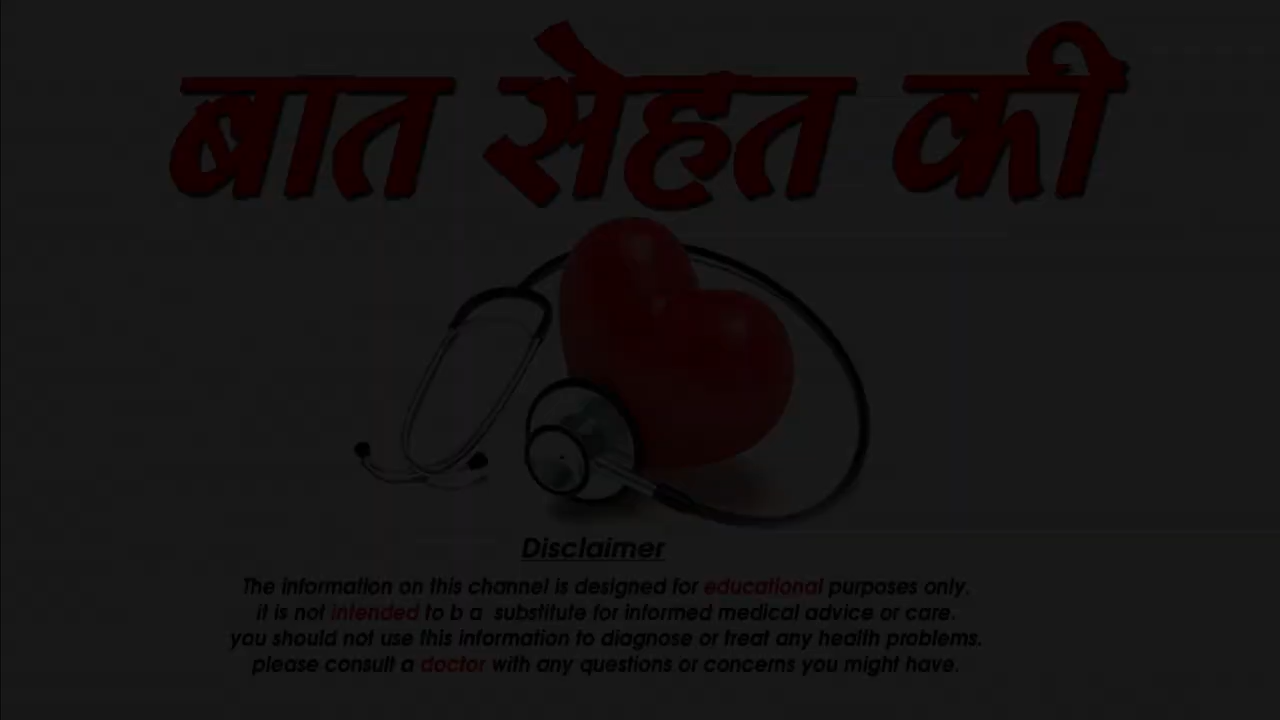 बात सेहत की
Disclaimer
The information on this channel is designed for educational purposes only.
it is not intended to b a substitute for informed medical advice or care.
you should not use this information to diagnose or treat any health problems.
please consult a doctor with any questions or concerns you might have.